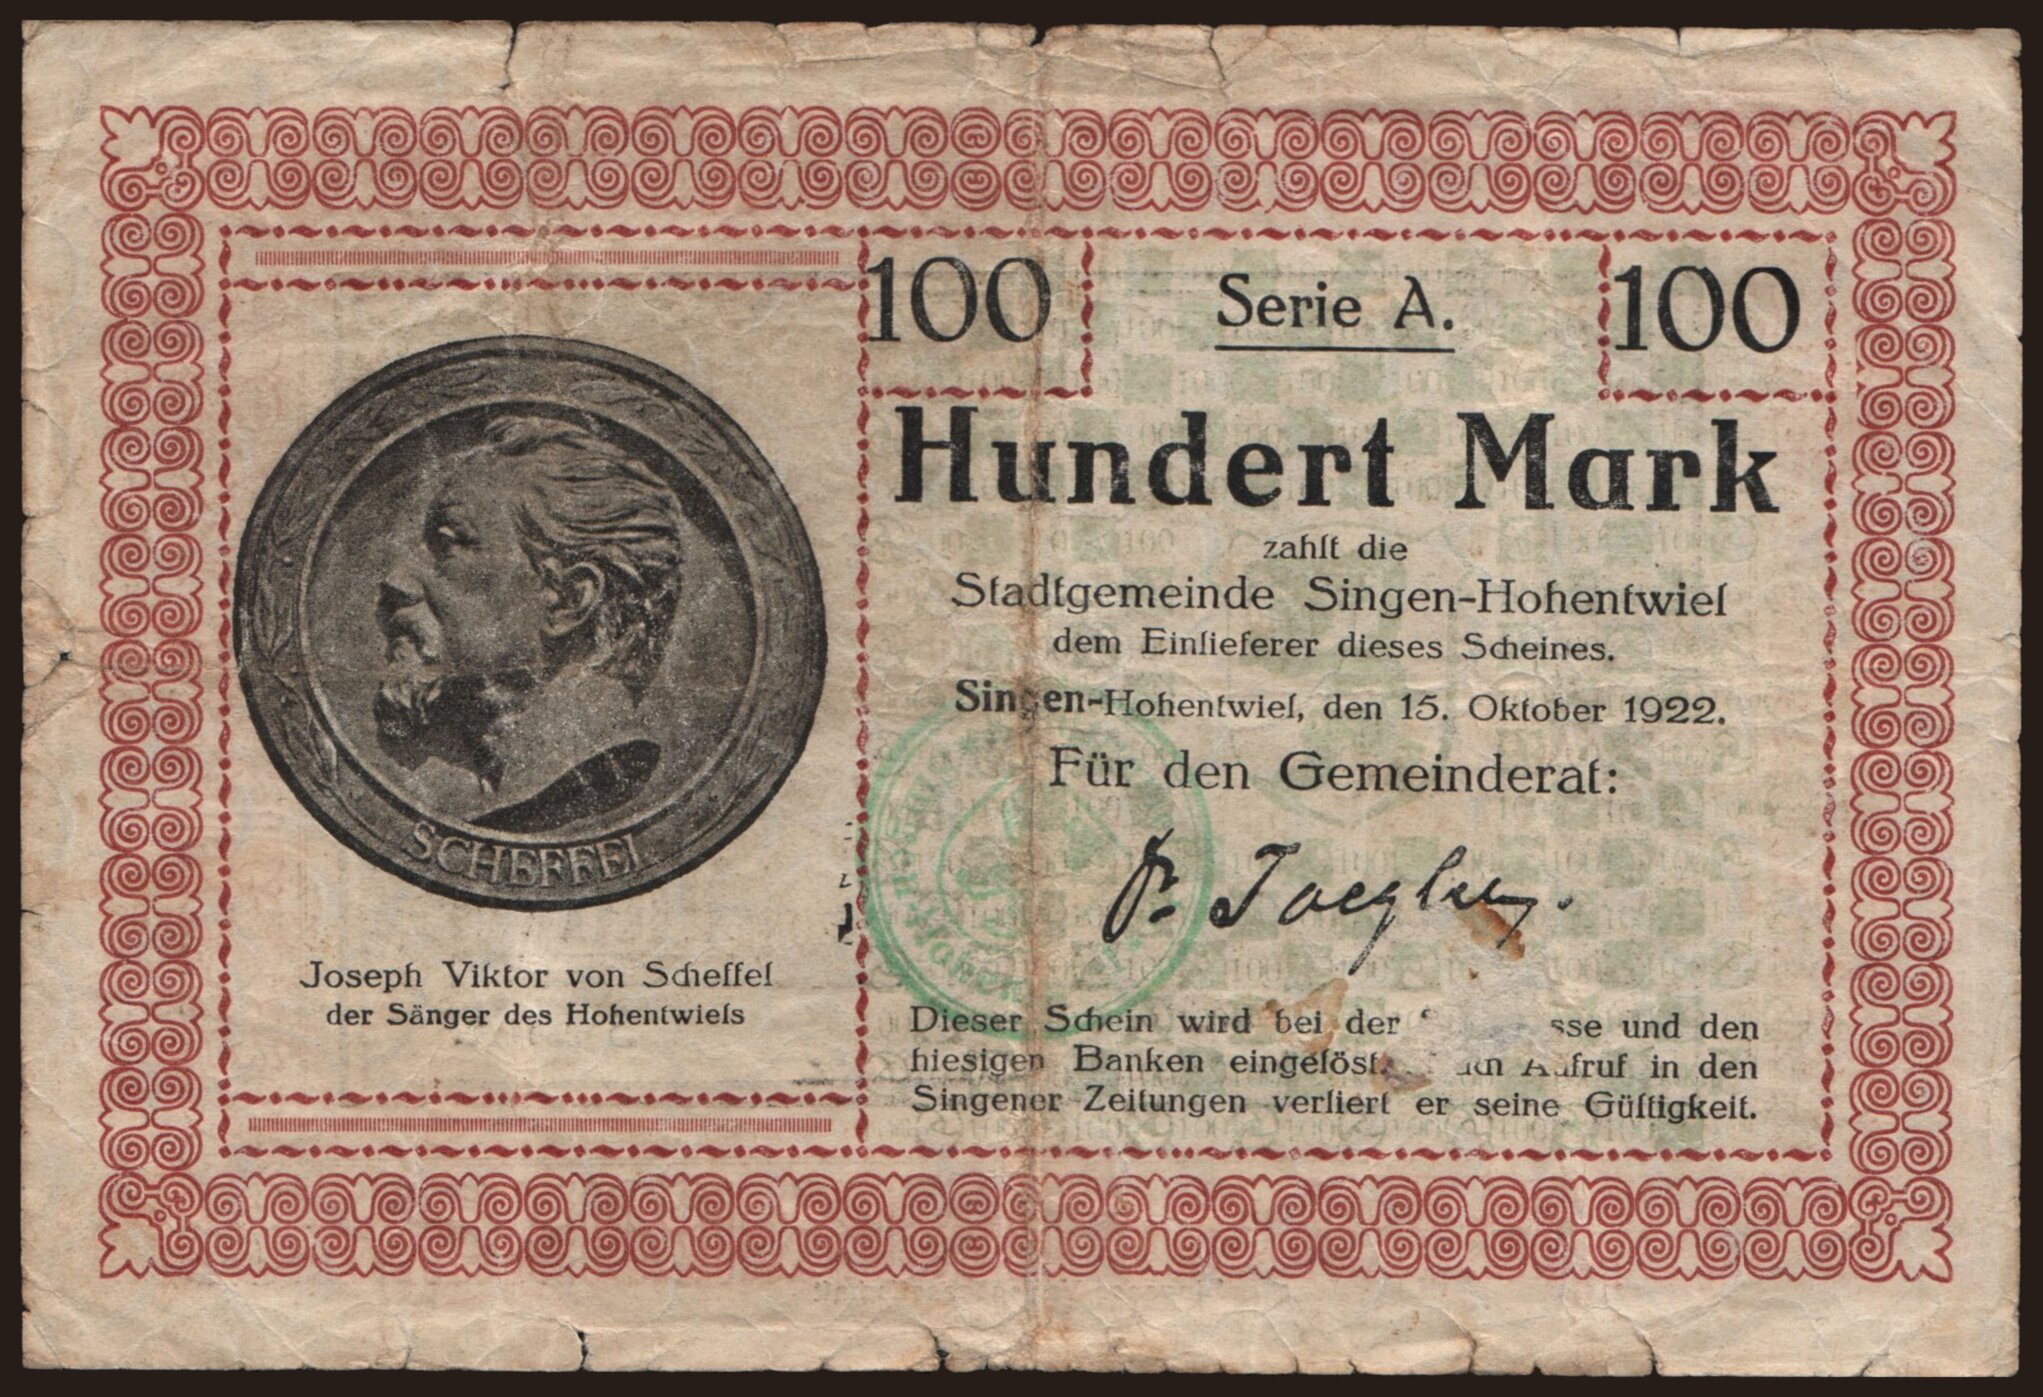 100
Serie A.
100
Hundert Mark
zahlt die
Stadtgemeinde Singen-Hohentwiel
dem Einlieferer dieses Scheines.
Singen-Hohentwiel, den 15. Oktober 1922.
Für den Gemeinderat:
Dieser Schein wird bei der und den
hiesigen Banken eingelöst. Aufruf in den
Singener Zeitungen verliert er seine Gültigkeit.
SCHEFFEL
Joseph Viktor von Scheffel
der Sänger des Hohentwiels